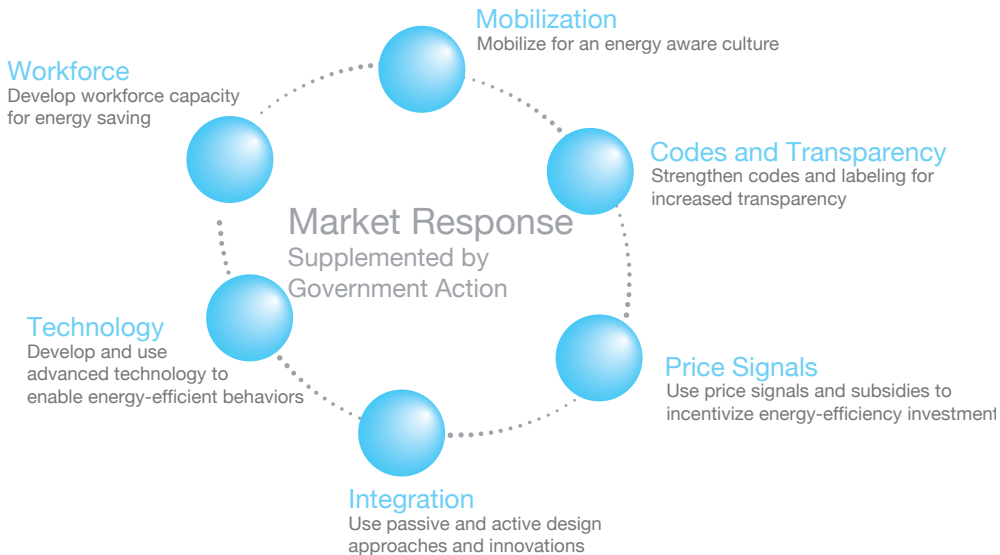 Mobilization
Mobilize for an energy aware culture
Workforce
Develop workforce capacity
for energy saving
Codes and Transparency
Strengthen codes and labeling for
increased transparency
Market Response
Supplemented by
Government Action
Technology
Develop and use
advanced technology to
enable energy-efficient behaviors
Price Signals
Use price signals and subsidies to
incentivize energy-efficiency investment
Integration
Use passive and active design
approaches and innovations